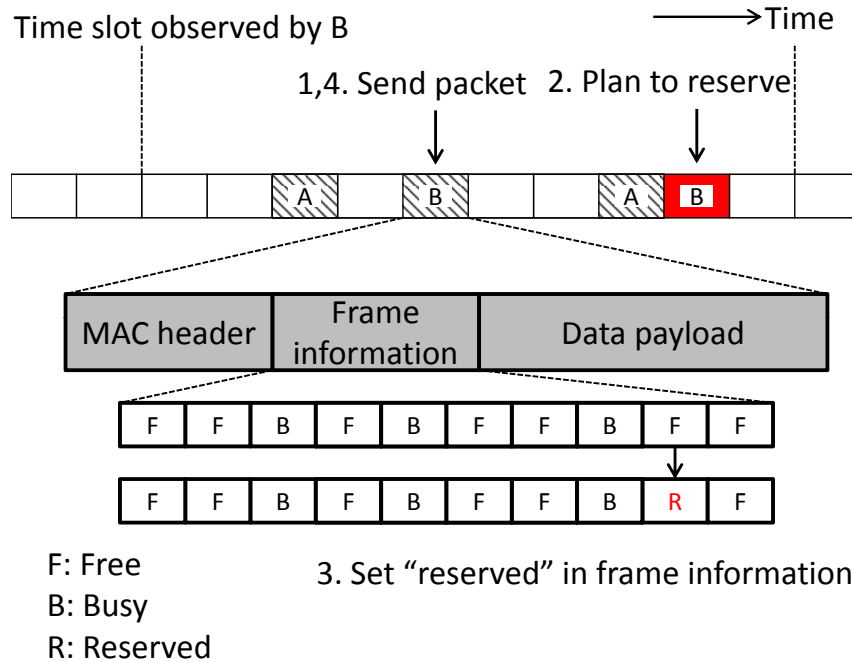 Time slot observed by B
Time
1,4. Send packet
2. Plan to reserve
A B A B
MAC header
Frame
information
Data payload
F F B F B F F B F F
F F B F B F F B R F
F: Free
3. Set “reserved” in frame information
B: Busy
R: Reserved